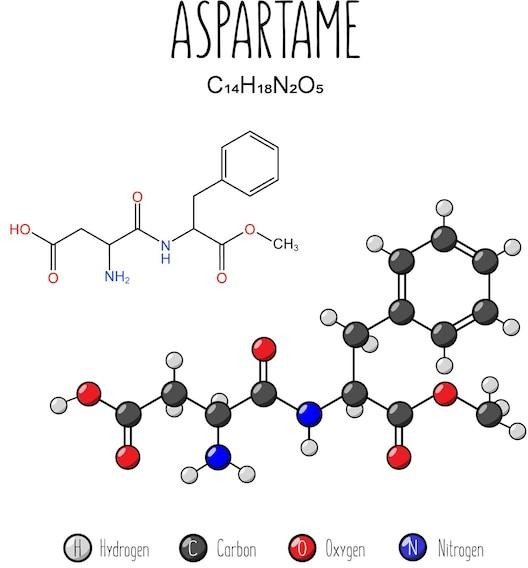 ASPARTAME
C₁₄H₁₈N₂O₅
O
HO
O
N
H
O
CH₃
O
NH₂
O
H Hydrogen C Carbon O Oxygen N Nitrogen